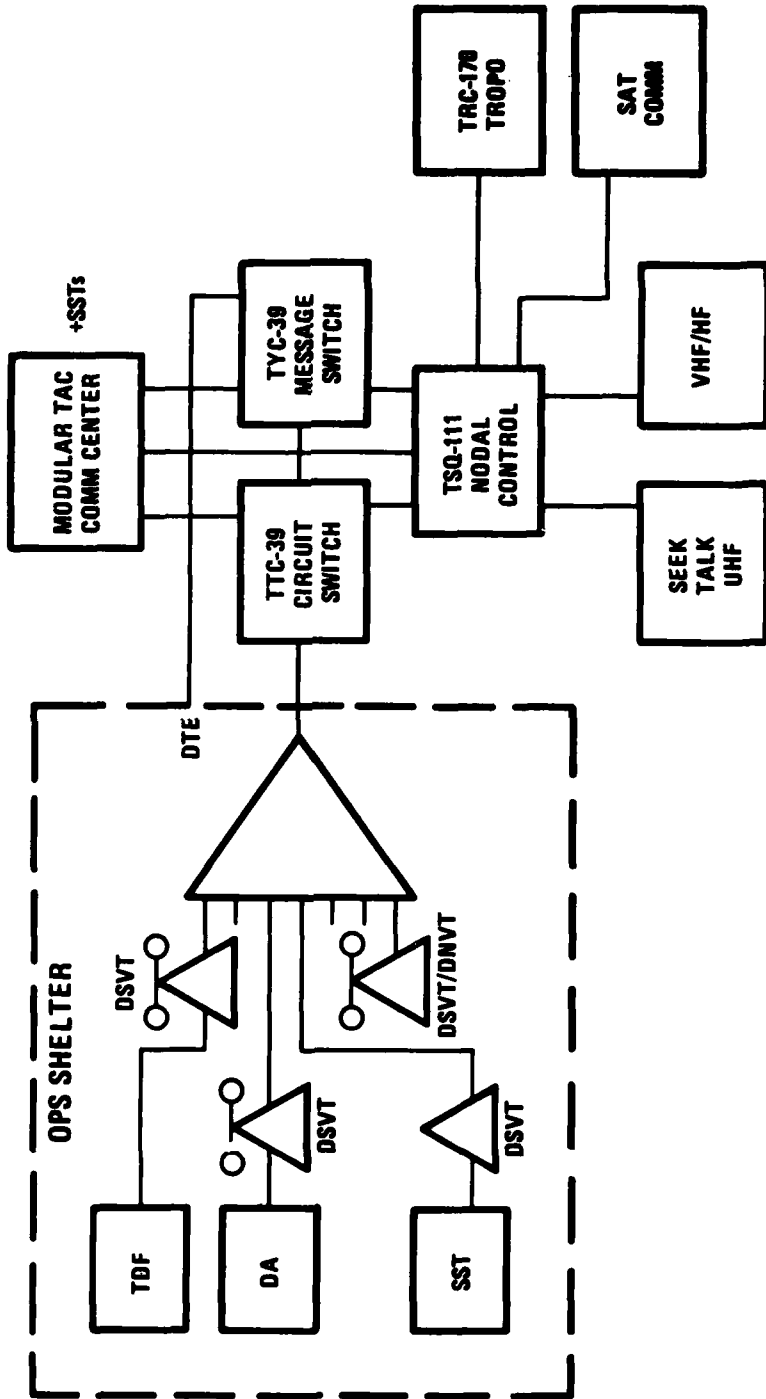 OPS SHELTER
TDF
DSVT
DA
DSVT
SST
DSVT
DSVT/DNVT
DTE
MODULAR TAC
COMM CENTER
+SSTs
TTC-39
CIRCUIT
SWITCH
TYC-39
MESSAGE
SWITCH
TSQ-111
NODAL
CONTROL
TRC-170
TROPO
SAT
COMM
SEEK
TALK
UHF
VHF/HF